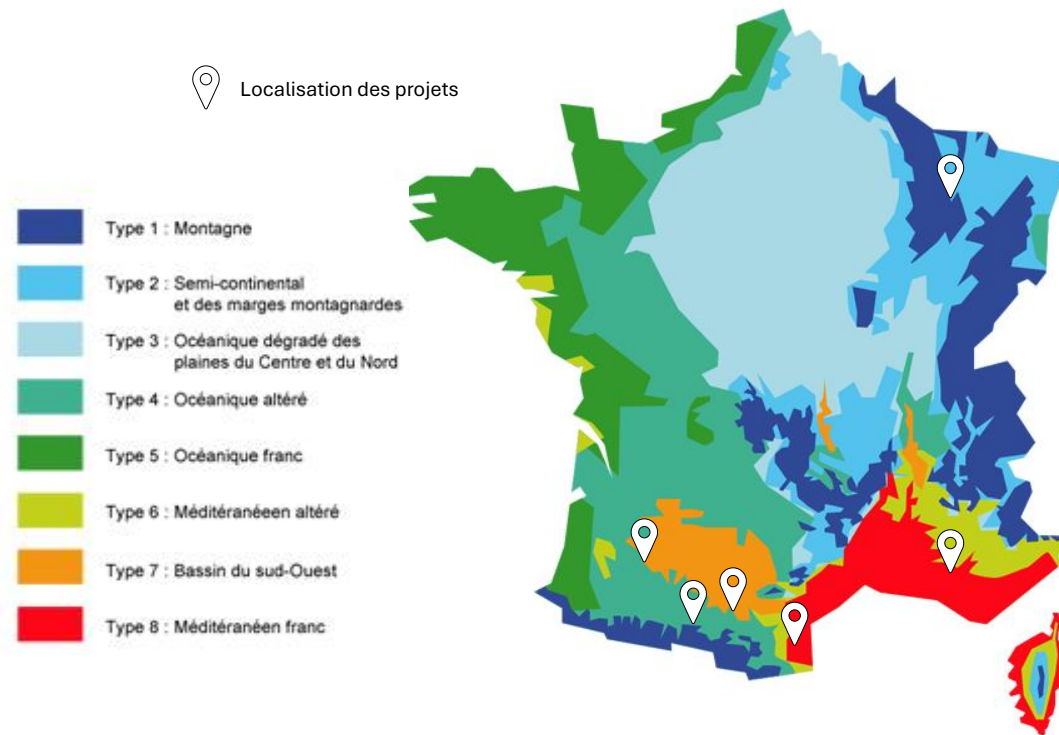 Localisation des projets
Type 1 : Montagne
Type 2 : Semi-continental
et des marges montagnardes
Type 3 : Océanique dégradé des
plaines du Centre et du Nord
Type 4 : Océanique altéré
Type 5 : Océanique franc
Type 6 : Méditéranéeen altéré
Type 7 : Bassin du sud-Ouest
Type 8 : Méditéranéen franc